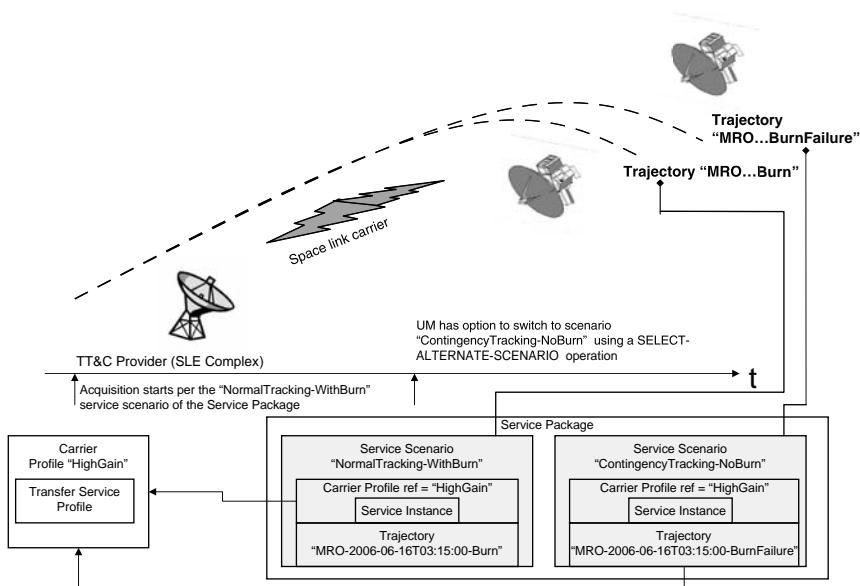 Trajectory
“MRO…BurnFailure”
Trajectory “MRO…Burn”
Space link carrier
UM has option to switch to scenario
“ContingencyTracking-NoBurn” using a SELECT-
ALTERNATE-SCENARIO operation
TT&C Provider (SLE Complex)
t
Acquisition starts per the “NormalTracking-WithBurn”
service scenario of the Service Package
Service Package
Carrier
Profile “HighGain”
Transfer Service
Profile
Service Scenario
“NormalTracking-WithBurn”
Carrier Profile ref = “HighGain”
Service Instance
Trajectory
“MRO-2006-06-16T03:15:00-Burn”
Service Scenario
“ContingencyTracking-NoBurn”
Carrier Profile ref = “HighGain”
Service Instance
Trajectory
“MRO-2006-06-16T03:15:00-BurnFailure”